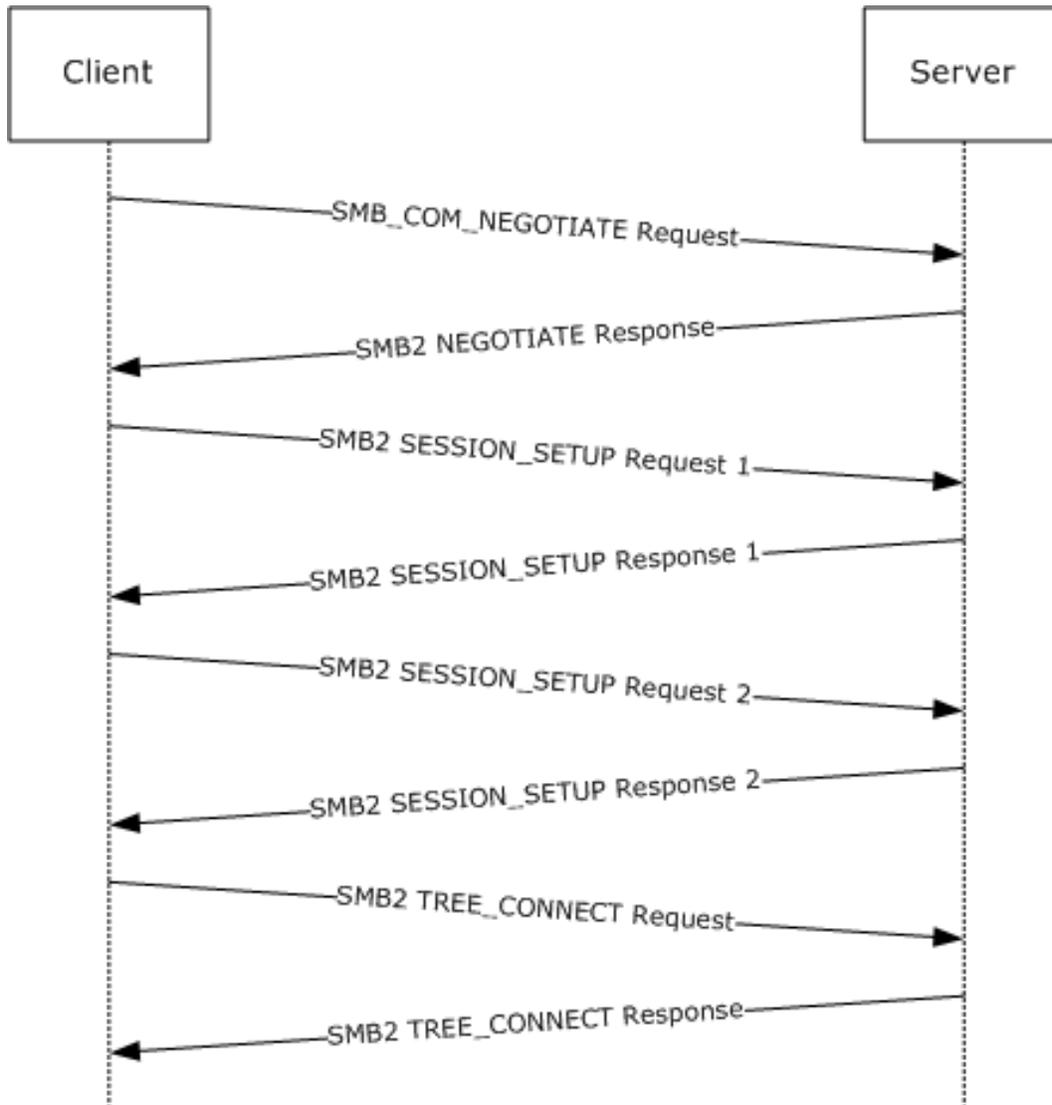 Client
Server
SMB_COM_NEGOTIATE Request
SMB2 NEGOTIATE Response
SMB2 SESSION_SETUP Request 1
SMB2 SESSION_SETUP Response 1
SMB2 SESSION_SETUP Request 2
SMB2 SESSION_SETUP Response 2
SMB2 TREE_CONNECT Request
SMB2 TREE_CONNECT Response